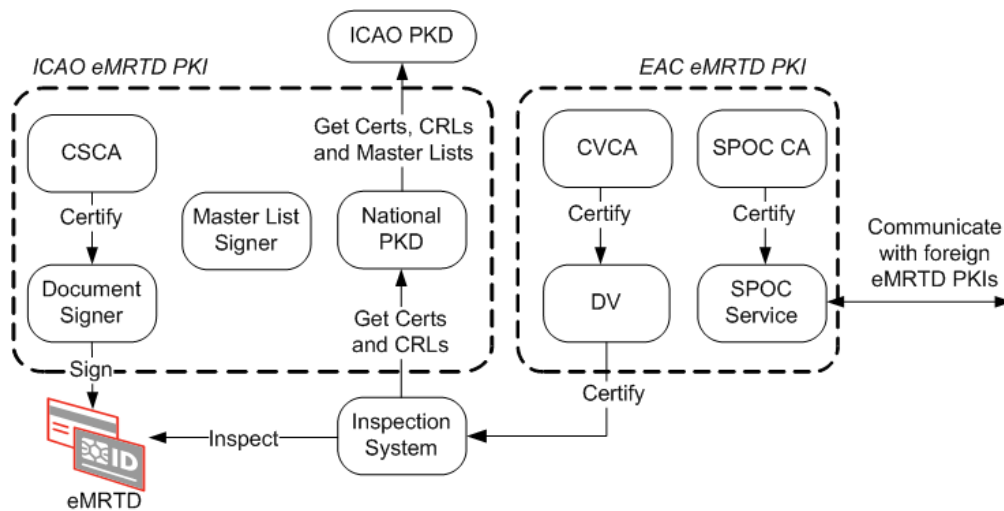 ICAO PKD
ICAO eMRTD PKI
EAC eMRTD PKI
Get Certs, CRLs
and Master Lists
CSCA
CVCA
SPOC CA
Certify
Master List
Signer
National
PKD
Certify
Certify
Communicate
with foreign
eMRTD PKIs
Document
Signer
DV
SPOC
Service
Get Certs
and CRLs
Sign
Certify
Inspect
Inspection
System
ID
eMRTD